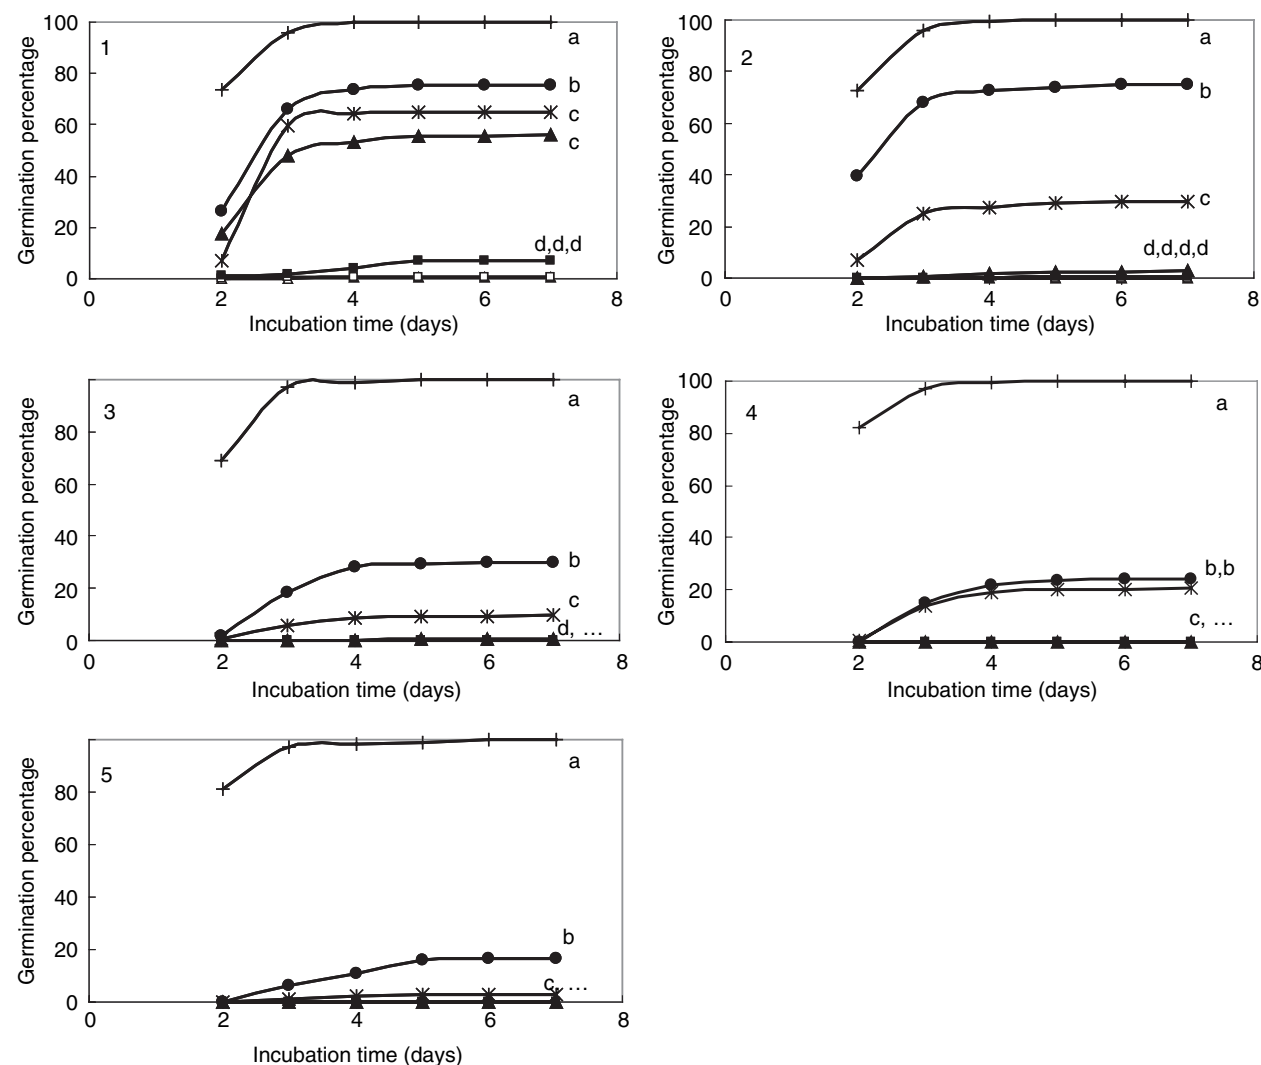 1
Germination percentage
100
80
60
40
20
0
a
b
c
c
d,d,d
0 2 4 6 8
Incubation time (days)
2
Germination percentage
100
80
60
40
20
0
a
b
c
d,d,d,d
0 2 4 6 8
Incubation time (days)
3
Germination percentage
80
60
40
20
0
a
b
c
d, ...
0 2 4 6 8
Incubation time (days)
4
Germination percentage
100
80
60
40
20
0
a
b,b
c, ...
0 2 4 6 8
Incubation time (days)
5
Germination percentage
80
60
40
20
0
a
b
c, ...
0 2 4 6 8
Incubation time (days)